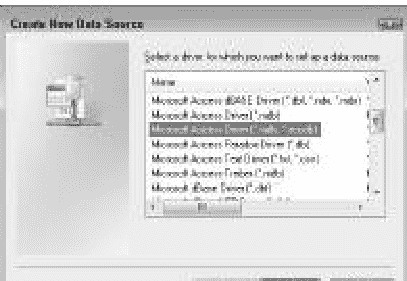 Create New Data Source
Select a driver for which you want to set up a data source
Name
Microsoft Access dBASE Driver (*.dbf, *.ndx, *.mdx)
Microsoft Access Driver (*.mdb)
Microsoft Access Driver (*.mdb, *.accdb)
Microsoft Access Paradox Driver (*.db)
Microsoft Access Text Driver (*.txt, *.csv)
Microsoft Access-Treiber (*.mdb)
Microsoft dBase Driver (*.dbf)